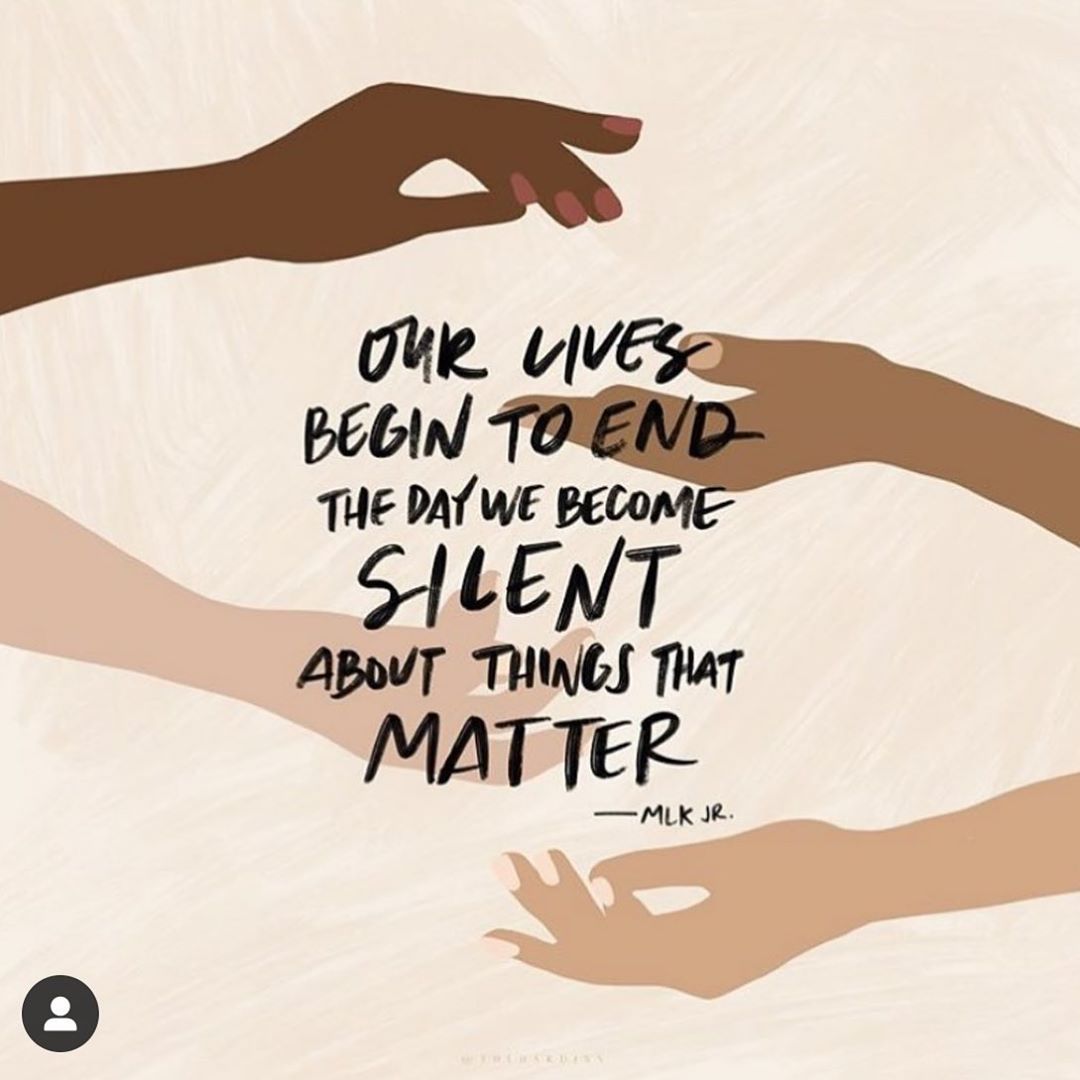 OUR LIVES
BEGIN TO END
THE DAY WE BECOME
SILENT
ABOUT THINGS THAT
MATTER
—MLK JR.